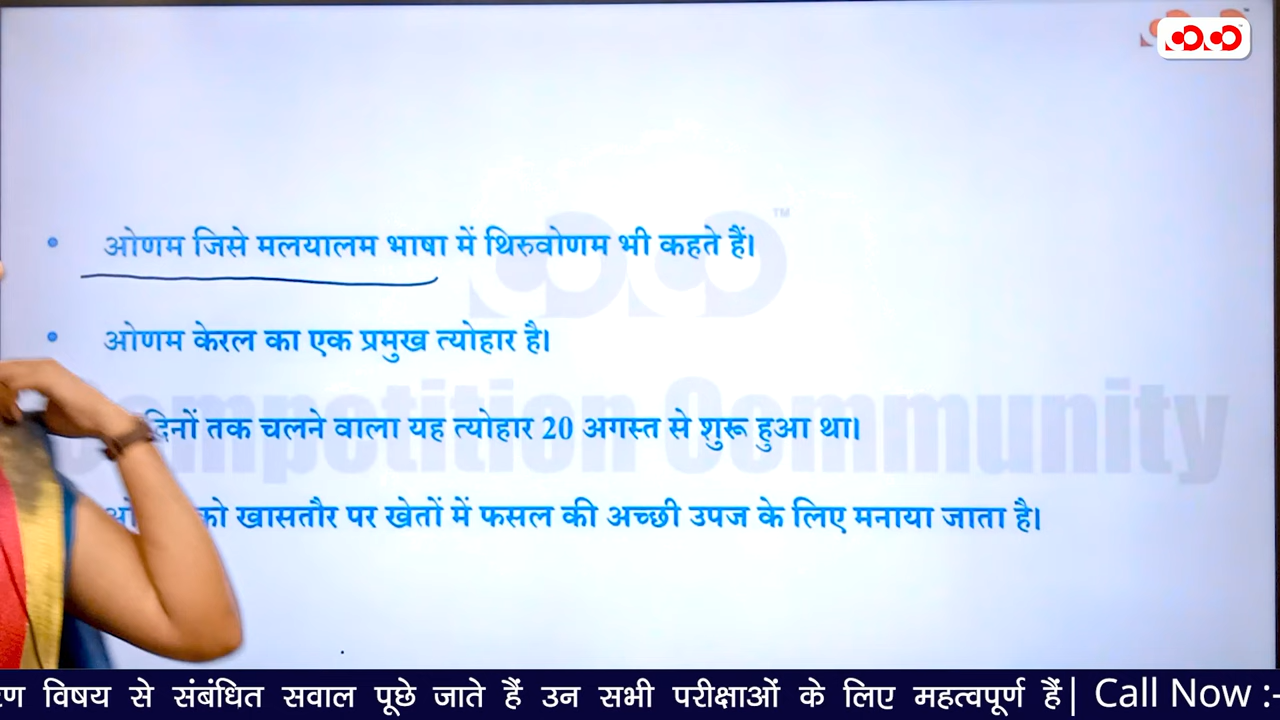 ओणम जिसे मलयालम भाषा में थिरुवोणम भी कहते हैं।
ओणम केरल का एक प्रमुख त्योहार है।
दिनों तक चलने वाला यह त्योहार 20 अगस्त से शुरू हुआ था।
को खासतौर पर खेतों में फसल की अच्छी उपज के लिए मनाया जाता है।
Competition Community
विषय से संबंधित सवाल पूछे जाते हैं उन सभी परीक्षाओं के लिए महत्वपूर्ण हैं| Call Now :-